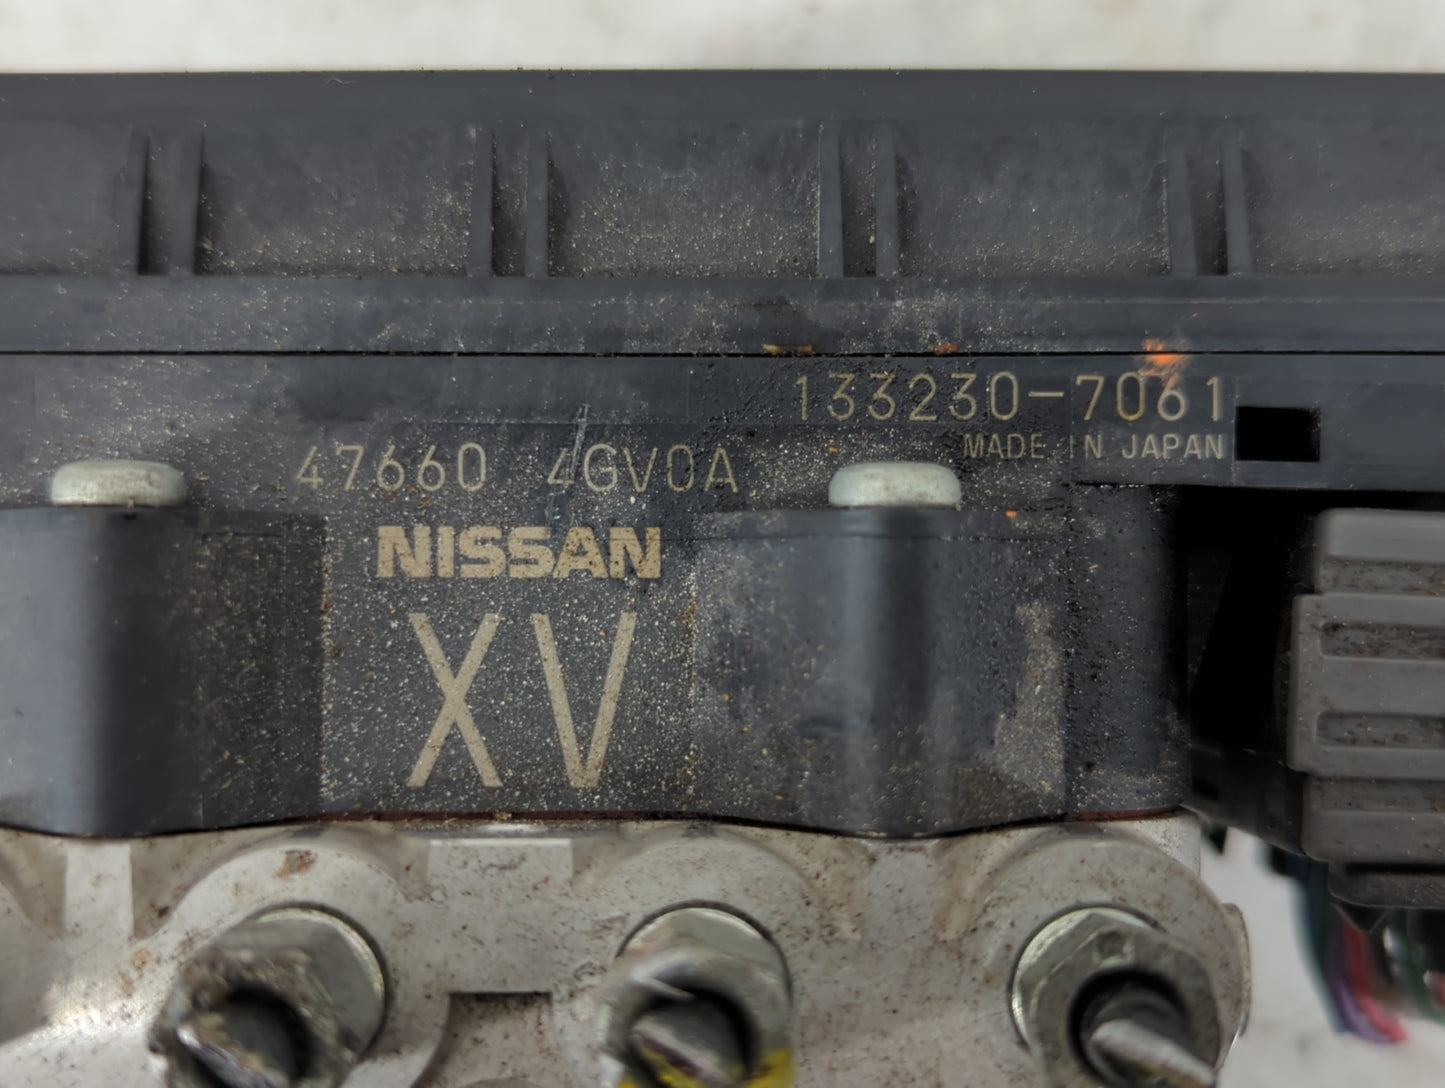 133230-7061
MADE IN JAPAN
47660 4GV0A
NISSAN
XV